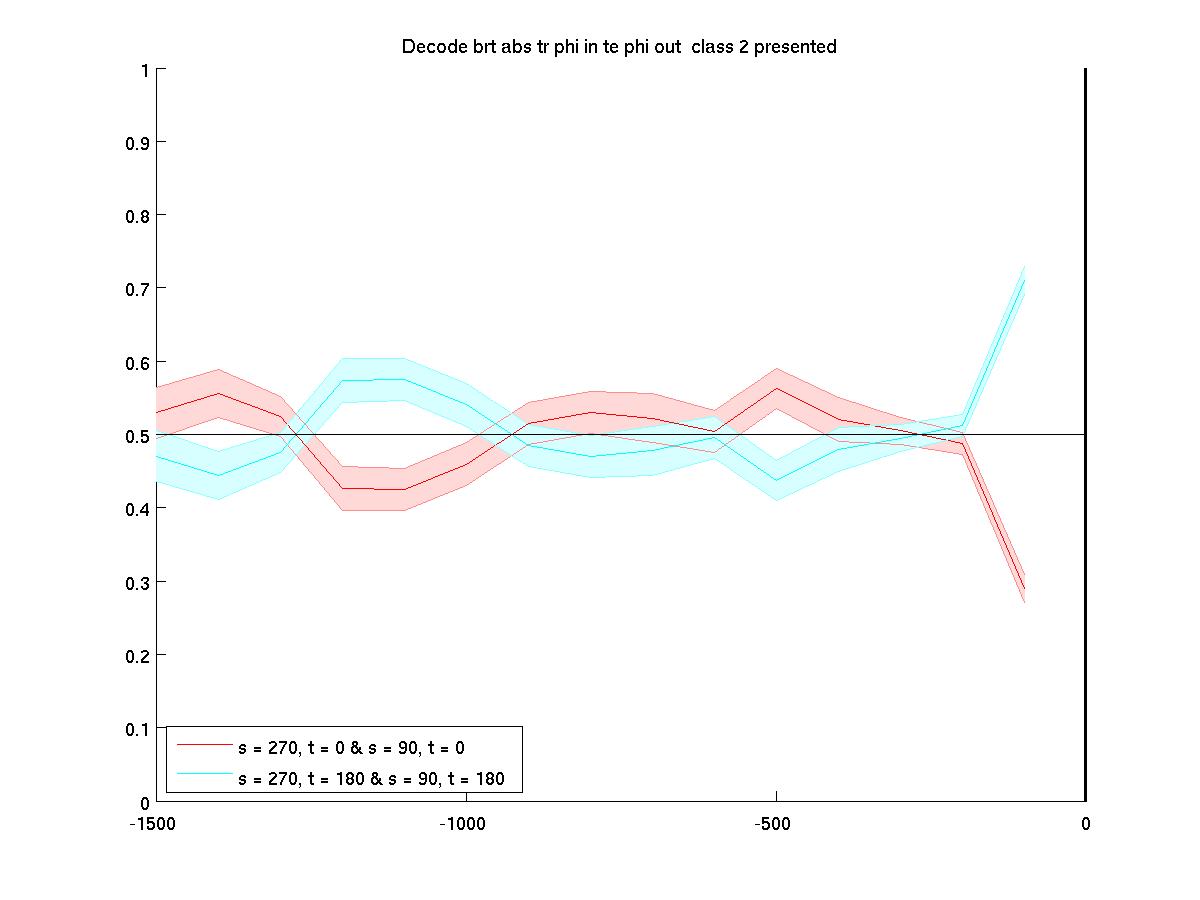 Decode brt abs tr phi in te phi out  class 2 presented
1
0.9
0.8
0.7
0.6
0.5
0.4
0.3
0.2
0.1
0
s = 270, t = 0 & s = 90, t = 0
s = 270, t = 180 & s = 90, t = 180
-1500 -1000 -500 0